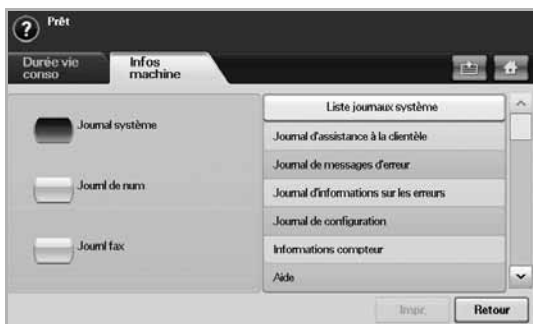 Prêt
Durée vie
conso
Infos
machine
Journal système
Journl de num
Journl fax
Liste journaux système
Journal d'assistance à la clientèle
Journal de messages d'erreur
Journal d'informations sur les erreurs
Journal de configuration
Informations compteur
Aide
Impr.
Retour